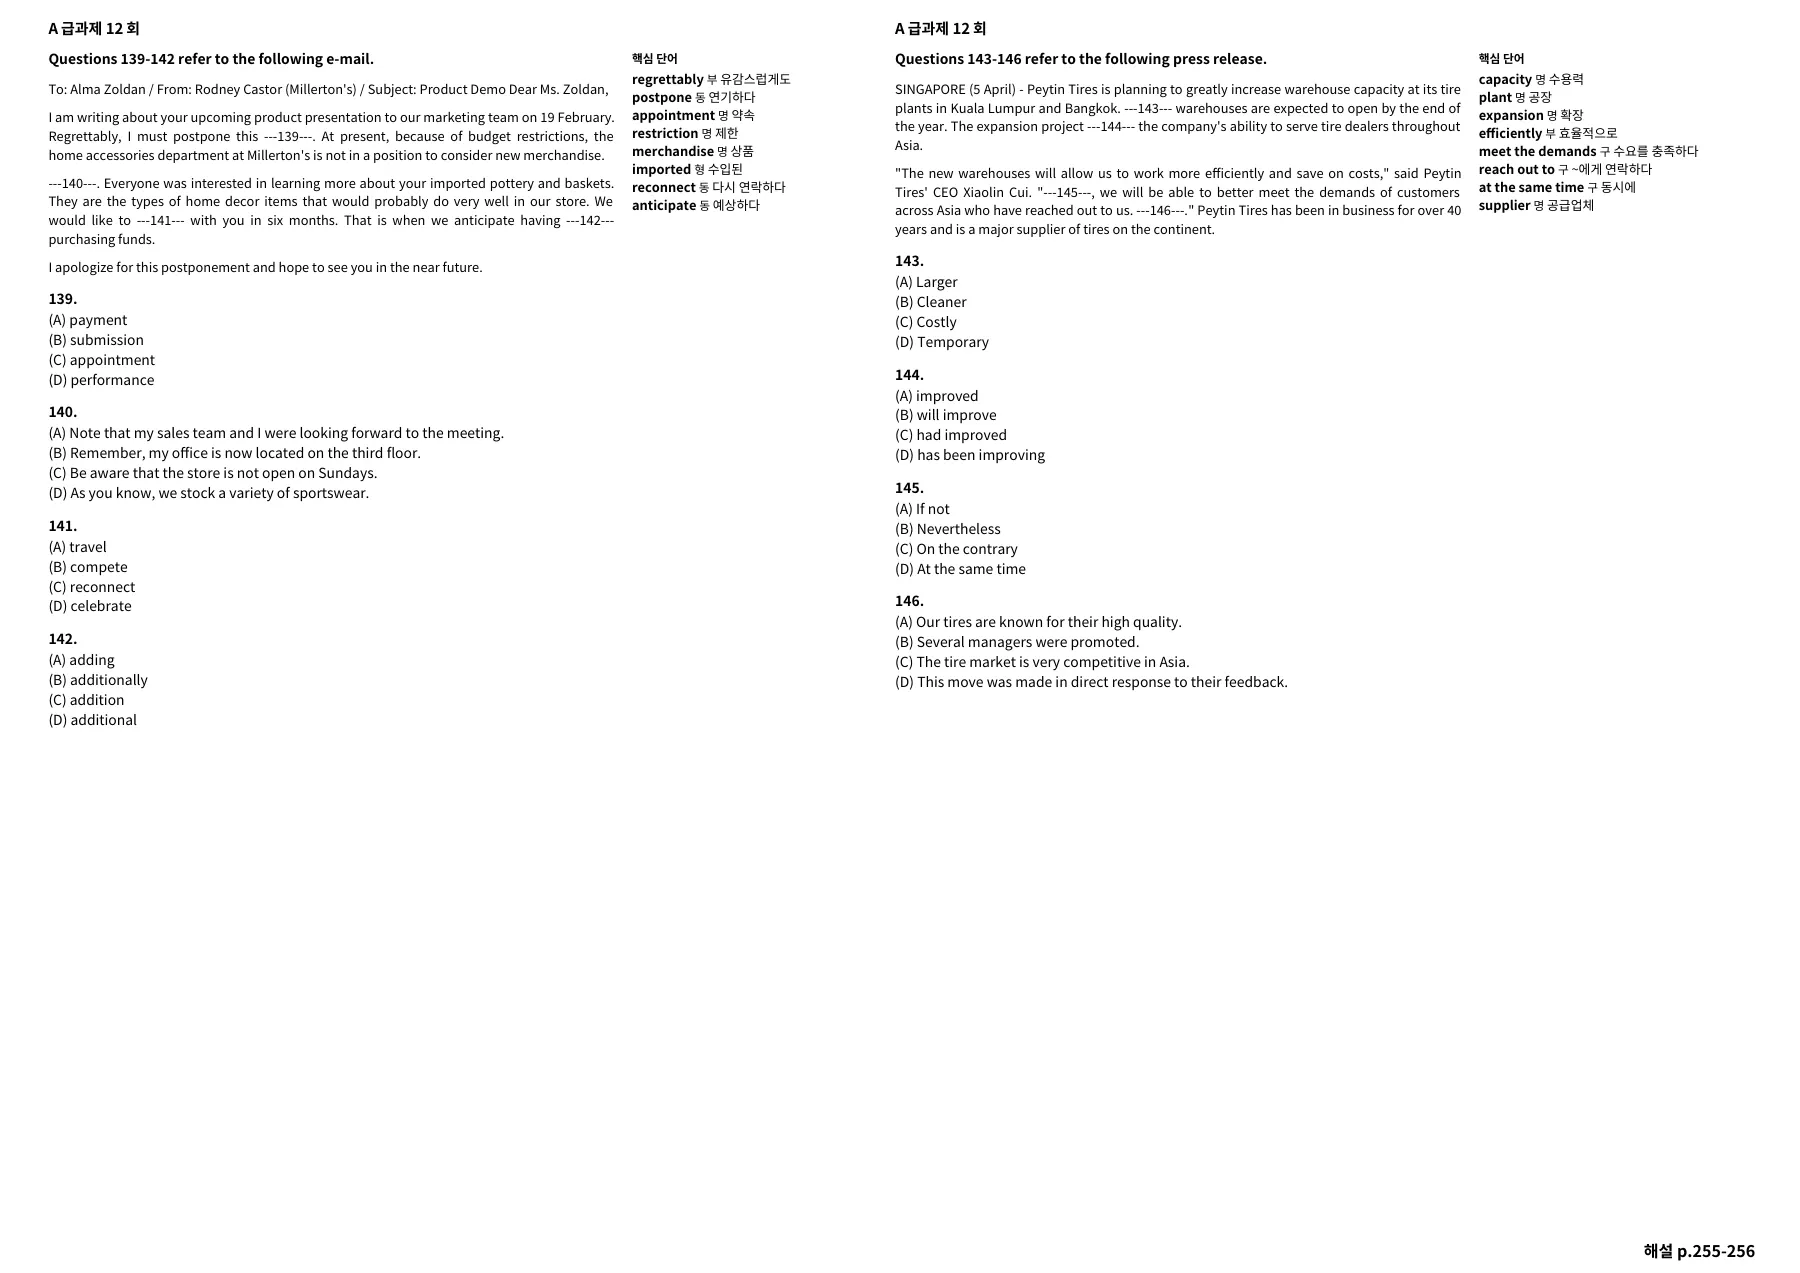 A 급과제 12 회
Questions 139-142 refer to the following e-mail.
To: Alma Zoldan / From: Rodney Castor (Millerton's) / Subject: Product Demo Dear Ms. Zoldan,
I am writing about your upcoming product presentation to our marketing team on 19 February.
Regrettably, I must postpone this ---139---. At present, because of budget restrictions, the
home accessories department at Millerton's is not in a position to consider new merchandise.
---140---. Everyone was interested in learning more about your imported pottery and baskets.
They are the types of home decor items that would probably do very well in our store. We
would like to ---141--- with you in six months. That is when we anticipate having ---142---
purchasing funds.
I apologize for this postponement and hope to see you in the near future.
139.
(A) payment
(B) submission
(C) appointment
(D) performance
140.
(A) Note that my sales team and I were looking forward to the meeting.
(B) Remember, my office is now located on the third floor.
(C) Be aware that the store is not open on Sundays.
(D) As you know, we stock a variety of sportswear.
141.
(A) travel
(B) compete
(C) reconnect
(D) celebrate
142.
(A) adding
(B) additionally
(C) addition
(D) additional
핵심 단어
regrettably 부 유감스럽게도
postpone 동 연기하다
appointment 명 약속
restriction 명 제한
merchandise 명 상품
imported 형 수입된
reconnect 동 다시 연락하다
anticipate 동 예상하다
A 급과제 12 회
Questions 143-146 refer to the following press release.
SINGAPORE (5 April) - Peytin Tires is planning to greatly increase warehouse capacity at its tire
plants in Kuala Lumpur and Bangkok. ---143--- warehouses are expected to open by the end of
the year. The expansion project ---144--- the company's ability to serve tire dealers throughout
Asia.
"The new warehouses will allow us to work more efficiently and save on costs," said Peytin
Tires' CEO Xiaolin Cui. "---145---, we will be able to better meet the demands of customers
across Asia who have reached out to us. ---146---." Peytin Tires has been in business for over 40
years and is a major supplier of tires on the continent.
143.
(A) Larger
(B) Cleaner
(C) Costly
(D) Temporary
144.
(A) improved
(B) will improve
(C) had improved
(D) has been improving
145.
(A) If not
(B) Nevertheless
(C) On the contrary
(D) At the same time
146.
(A) Our tires are known for their high quality.
(B) Several managers were promoted.
(C) The tire market is very competitive in Asia.
(D) This move was made in direct response to their feedback.
핵심 단어
capacity 명 수용력
plant 명 공장
expansion 명 확장
efficiently 부 효율적으로
meet the demands 구 수요를 충족하다
reach out to 구 ~에게 연락하다
at the same time 구 동시에
supplier 명 공급업체
해설 p.255-256